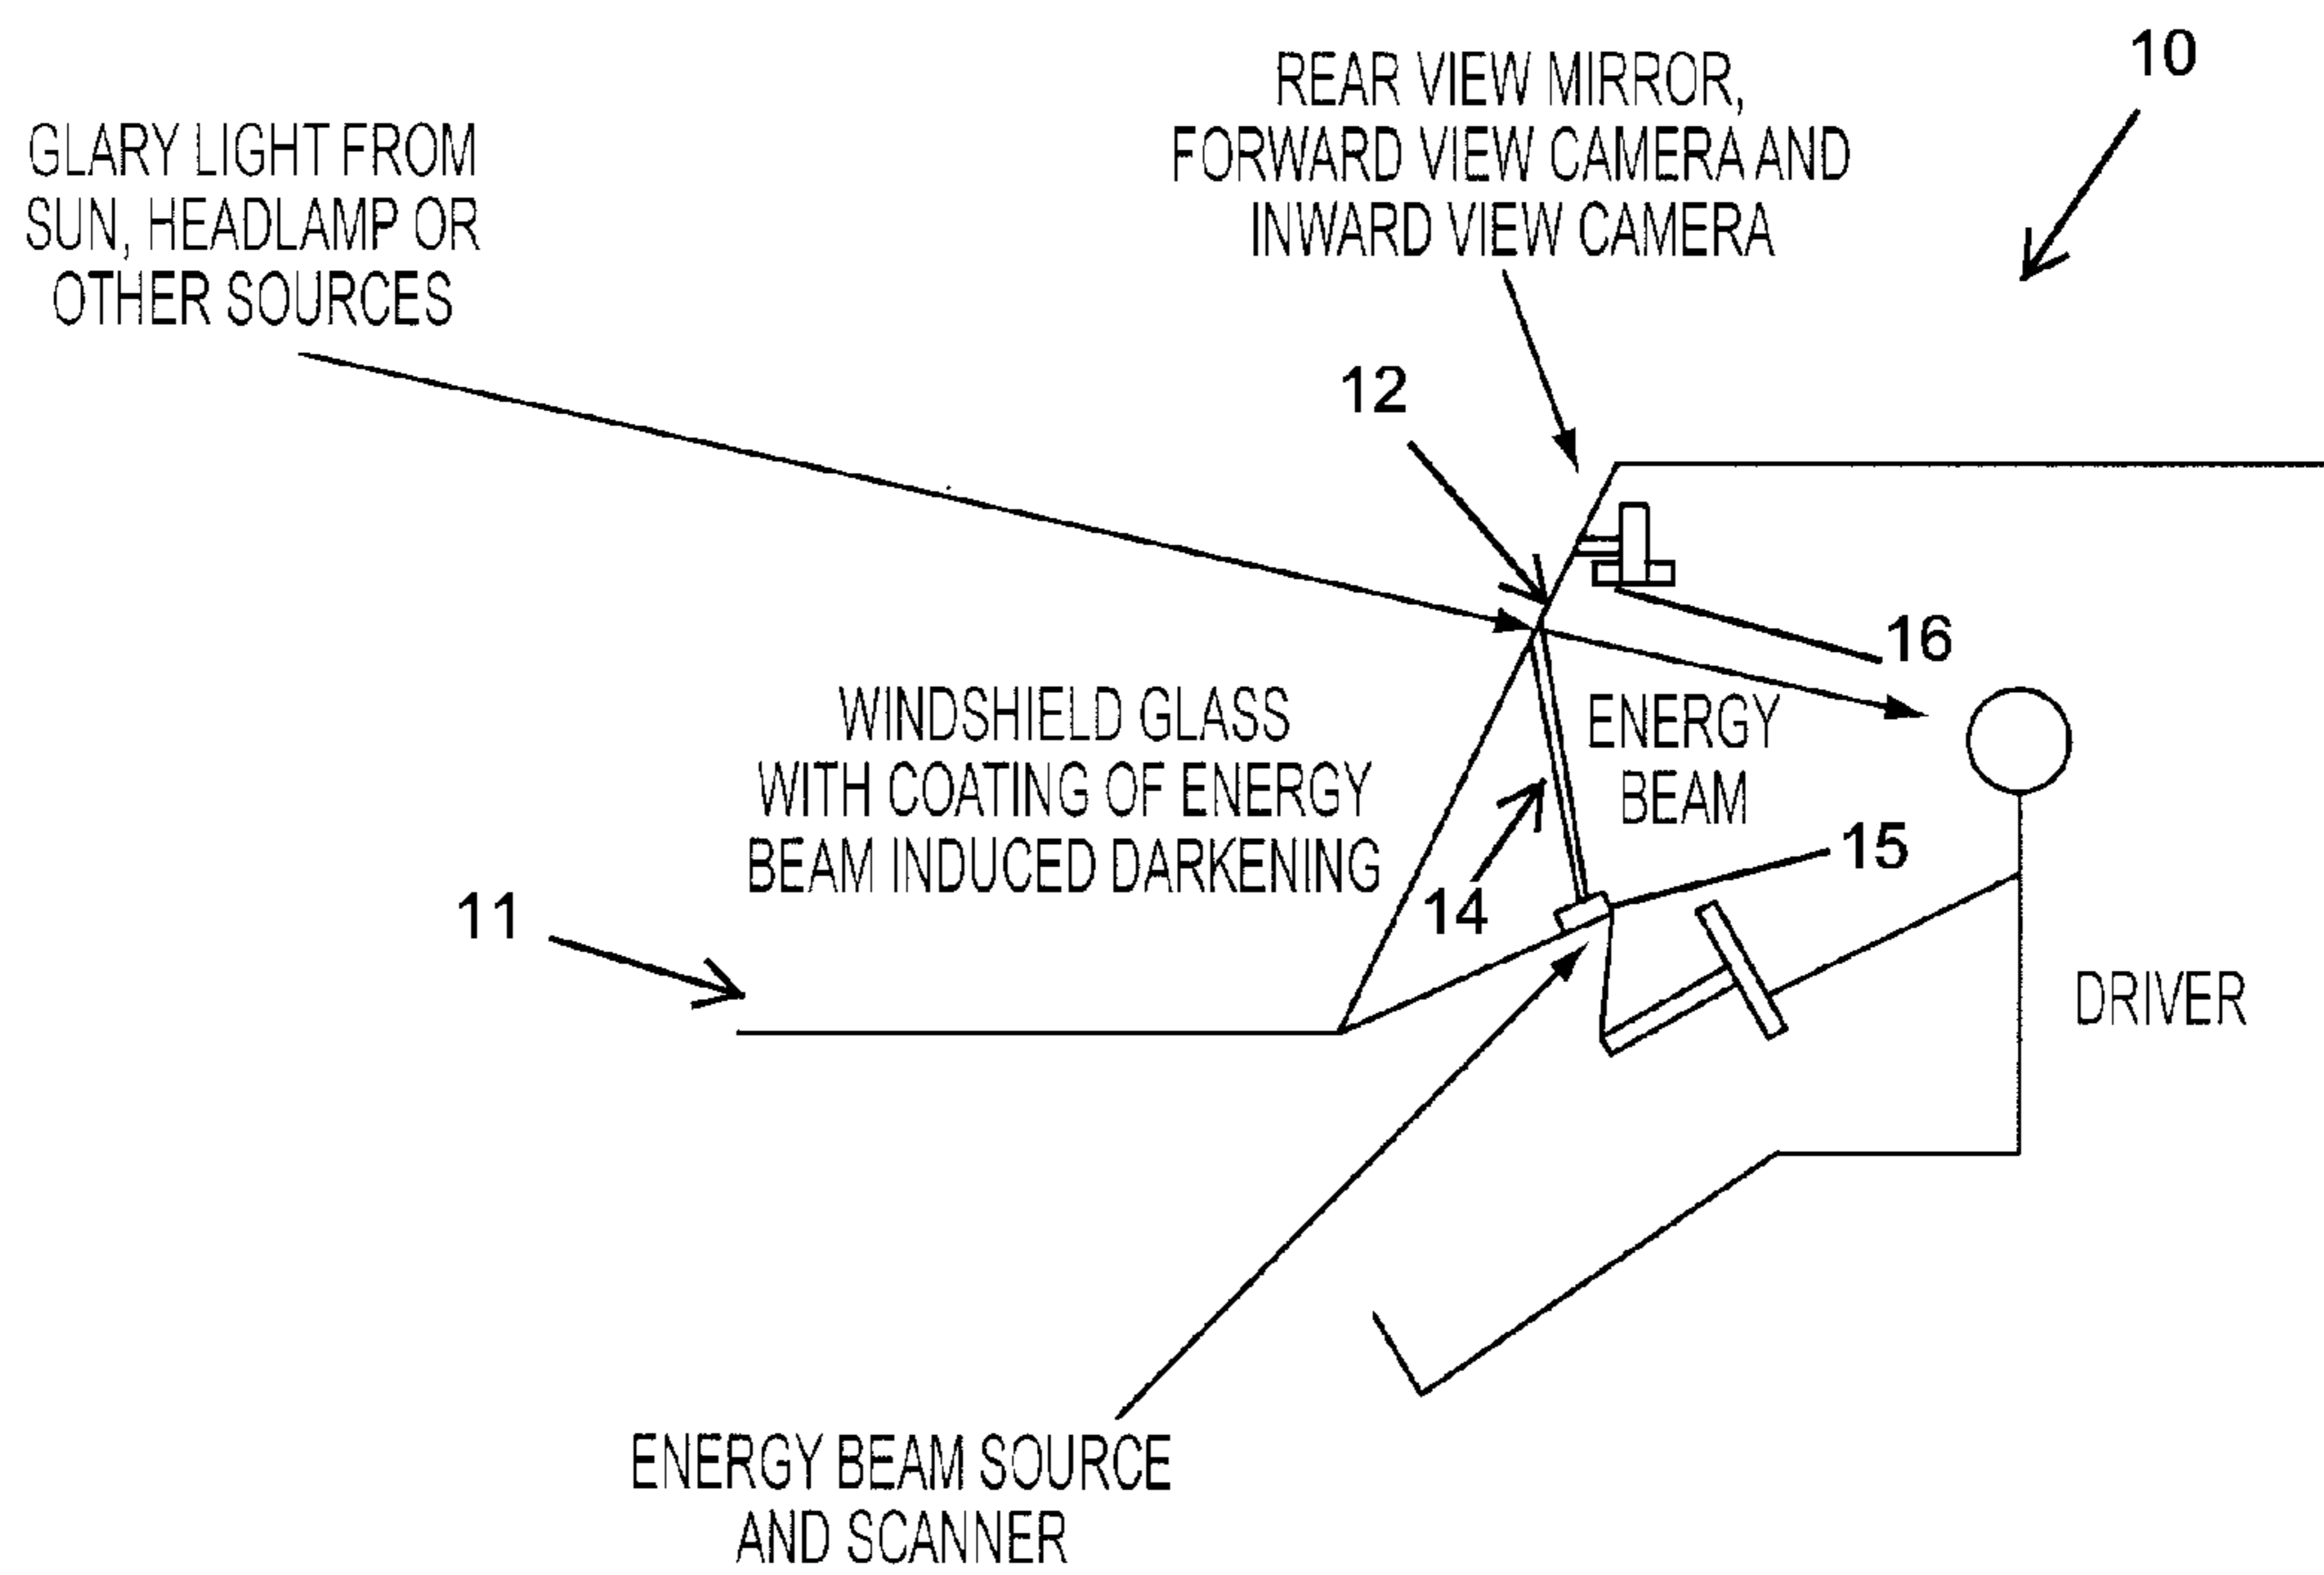 10
REAR VIEW MIRROR,
FORWARD VIEW CAMERA AND
INWARD VIEW CAMERA
GLARY LIGHT FROM
SUN, HEADLAMP OR
OTHER SOURCES
12
16
WINDSHIELD GLASS
WITH COATING OF ENERGY
BEAM INDUCED DARKENING
ENERGY
BEAM
15
14
11
DRIVER
ENERGY BEAM SOURCE
AND SCANNER